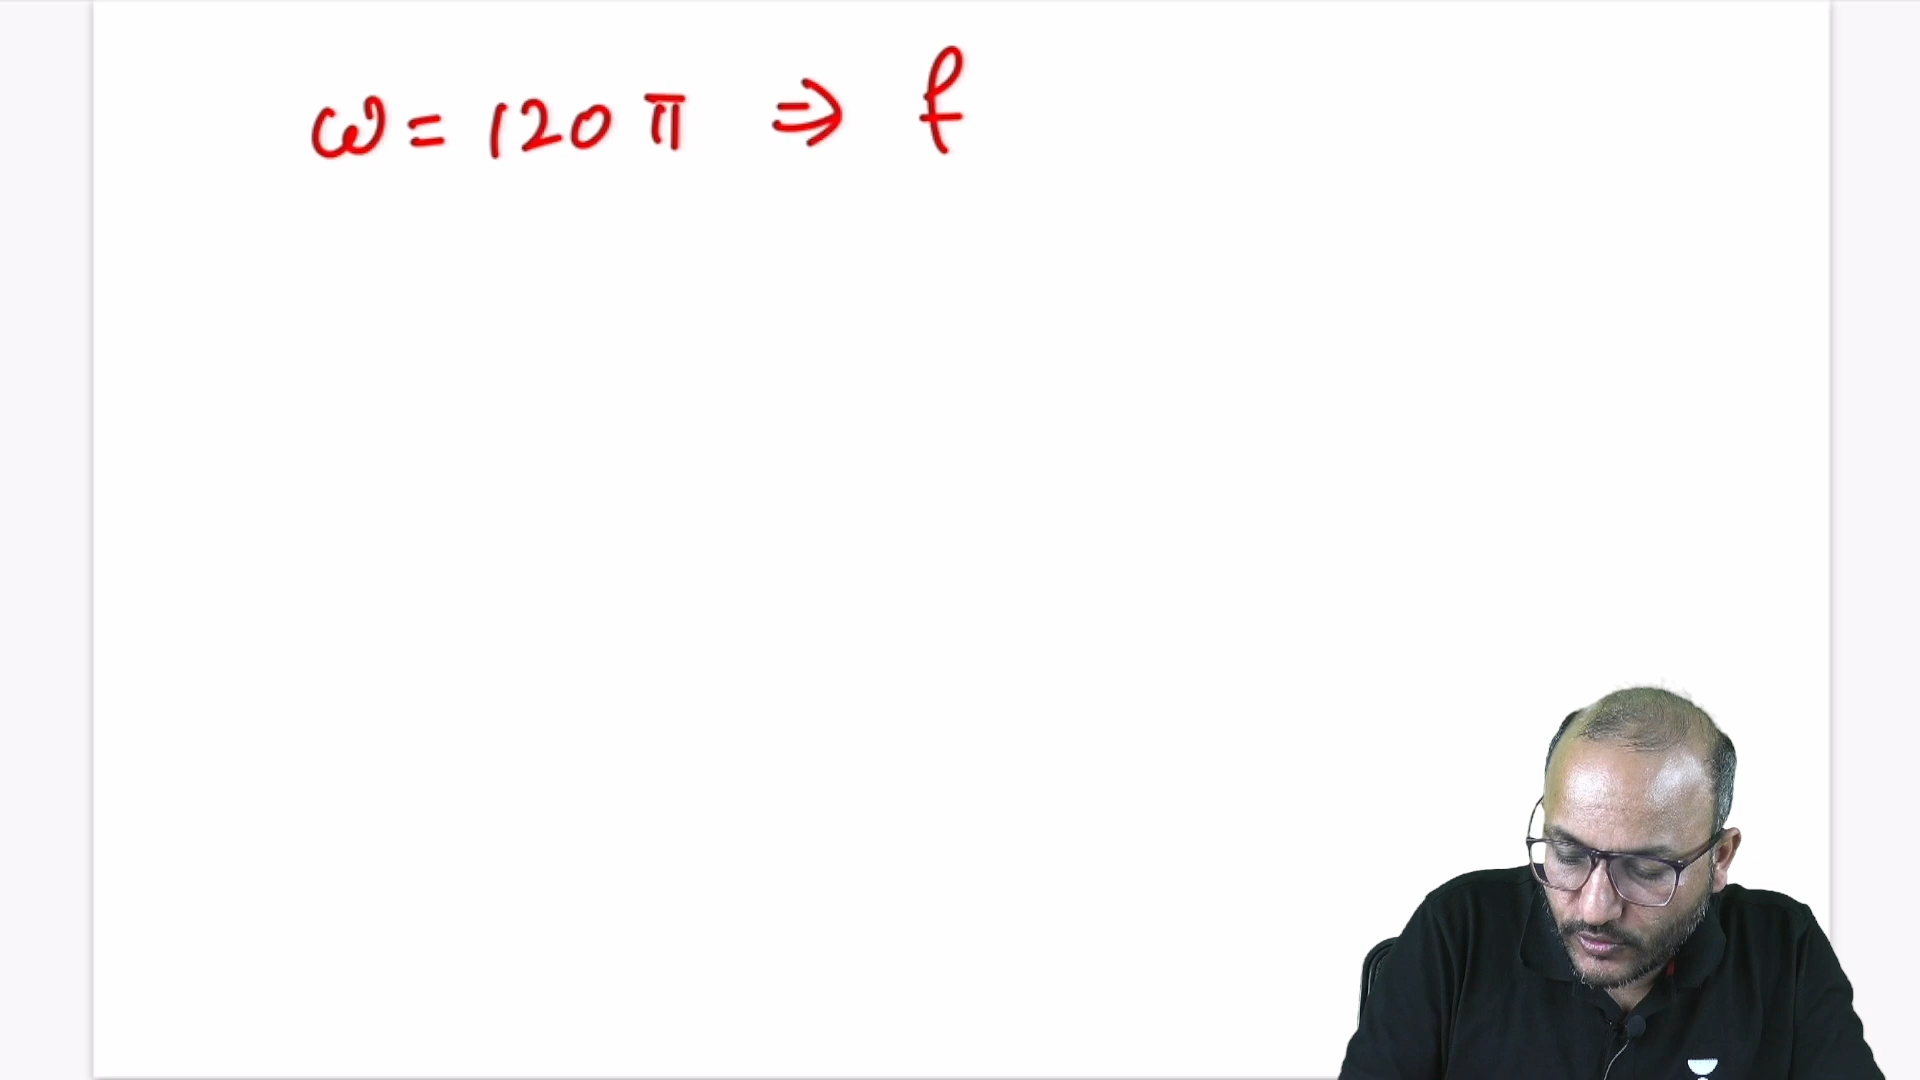 ω = 120 π ⇒ f